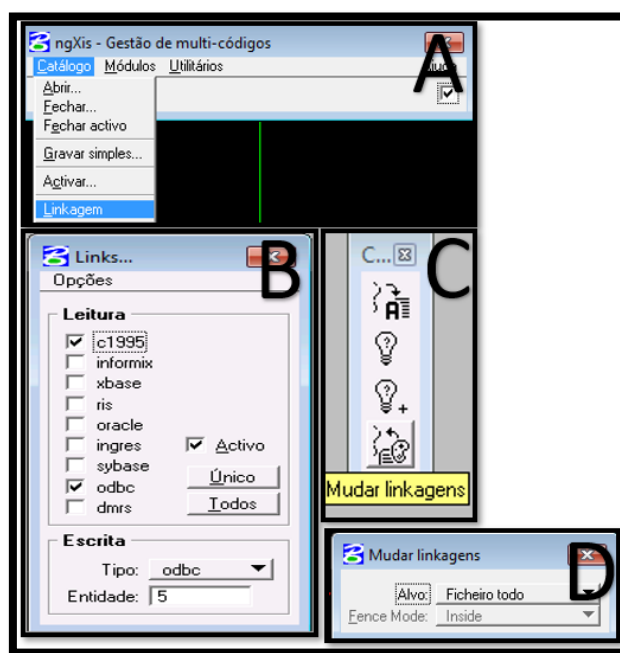 ngXis - Gestão de multi-códigos
A
Catálogo Módulos Utilitários
Abrir...
Fechar...
Fechar activo
Gravar simples...
Activar...
Linkagem
Links...
B
Opções
Leitura
c1995
informix
xbase
ris
oracle
ingres
sybase
odbc
dmrs
Activo
Único
Todos
Escrita
Tipo: odbc
Entidade: 5
C...
C
A
Mudar linkagens
Mudar linkagens
D
Alvo: Ficheiro todo
Fence Mode: Inside